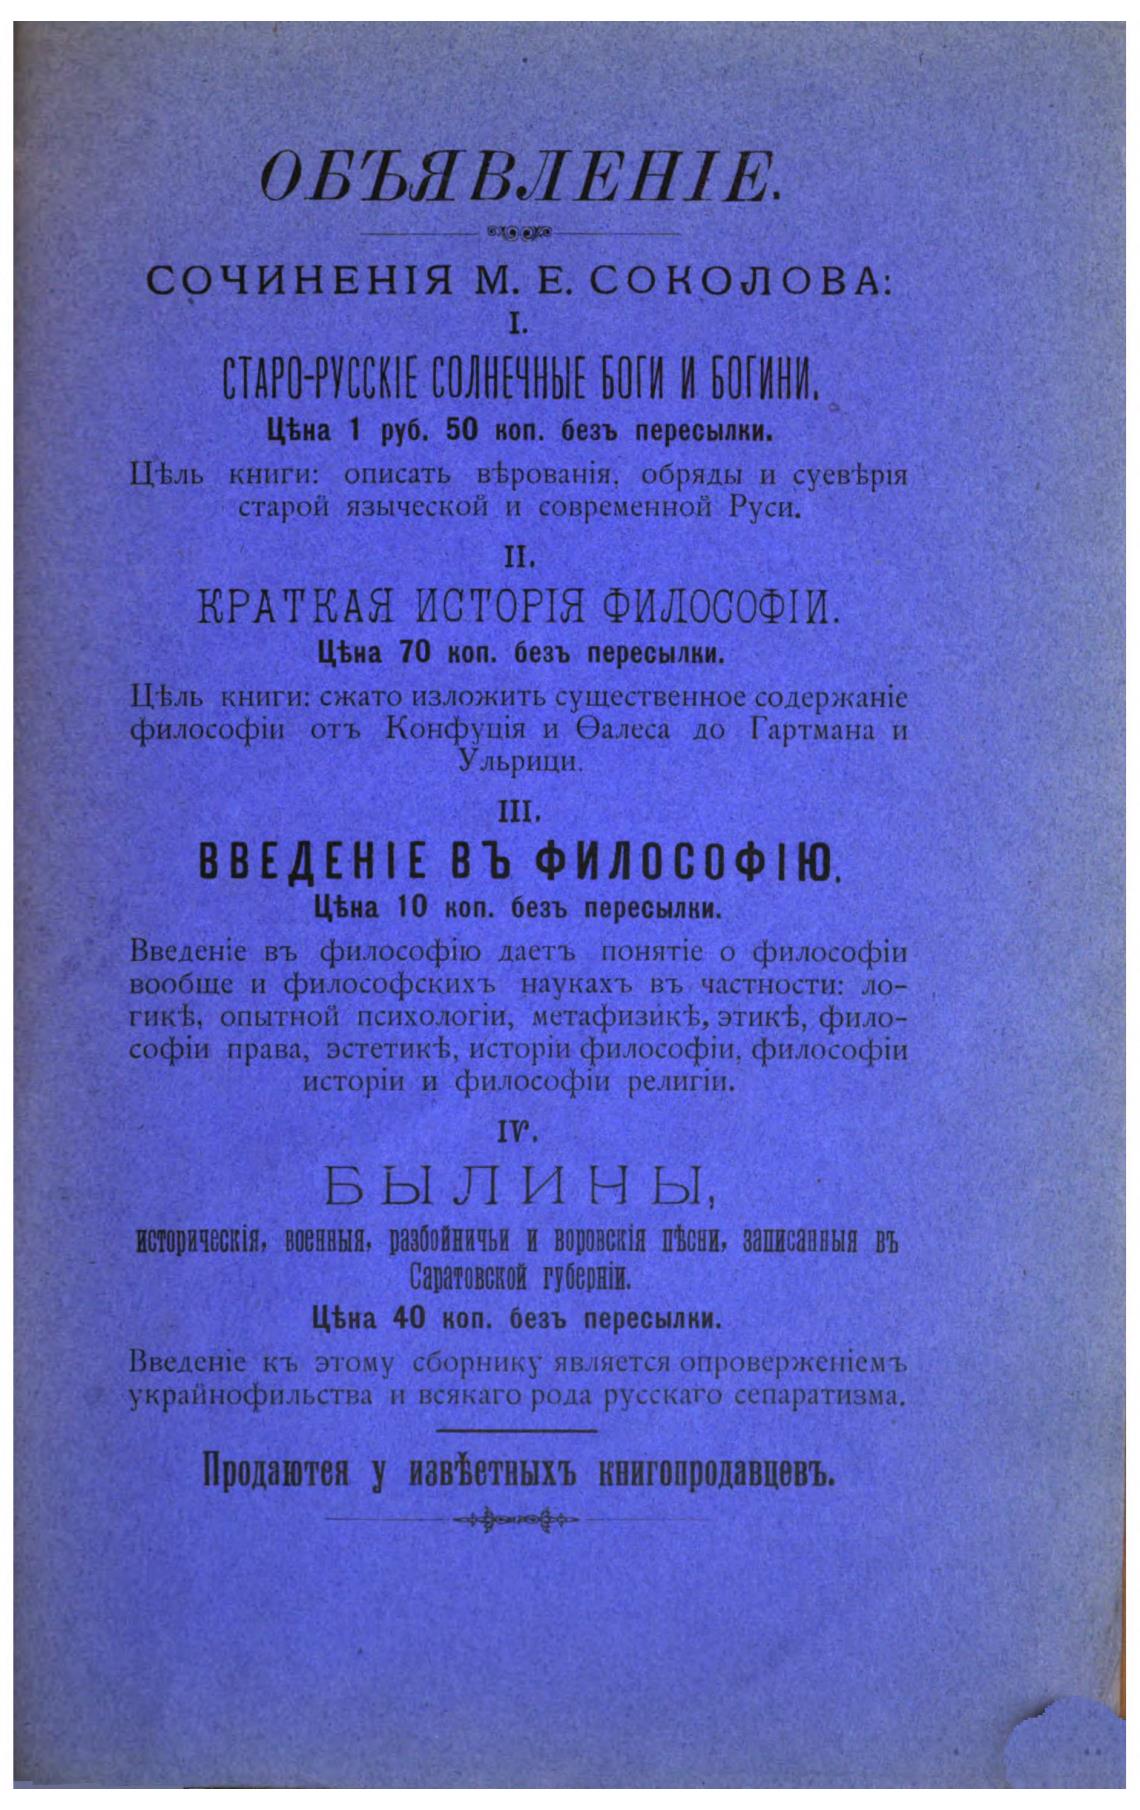 ОБЪЯВЛЕНІЕ.
СОЧИНЕНІЯ М. Е. СОКОЛОВА:
I.
СТАРО-РУССКІЕ СОЛНЕЧНЫЕ БОГИ И БОГИНИ.
Цѣна 1 руб. 50 коп. безъ пересылки.
Цѣль книги: описать вѣрованія, обряды и суевѣрія
старой языческой и современной Руси.
II.
КРАТКАЯ ИСТОРІЯ ФИЛОСОФІИ.
Цѣна 70 коп. безъ пересылки.
Цѣль книги: сжато изложить существенное содержаніе
философіи отъ Конфуція и Ѳалеса до Гартмана и
Ульрици.
III.
ВВЕДЕНІЕ ВЪ ФИЛОСОФІЮ.
Цѣна 10 коп. безъ пересылки.
Введеніе въ философію даетъ понятіе о философіи
вообще и философскихъ наукахъ въ частности: ло-
гикѣ, опытной психологіи, метафизикѣ, этикѣ, фило-
софіи права, эстетикѣ, исторіи философіи, философіи
исторіи и философіи религіи.
IV.
БЫЛИНЫ,
историческія, военныя, разбойничьи и воровскія пѣсни, записанныя въ
Саратовской губерніи.
Цѣна 40 коп. безъ пересылки.
Введеніе къ этому сборнику является опроверженіемъ
украйнофильства и всякаго рода русскаго сепаратизма.
Продаются у извѣстныхъ книгопродавцевъ.